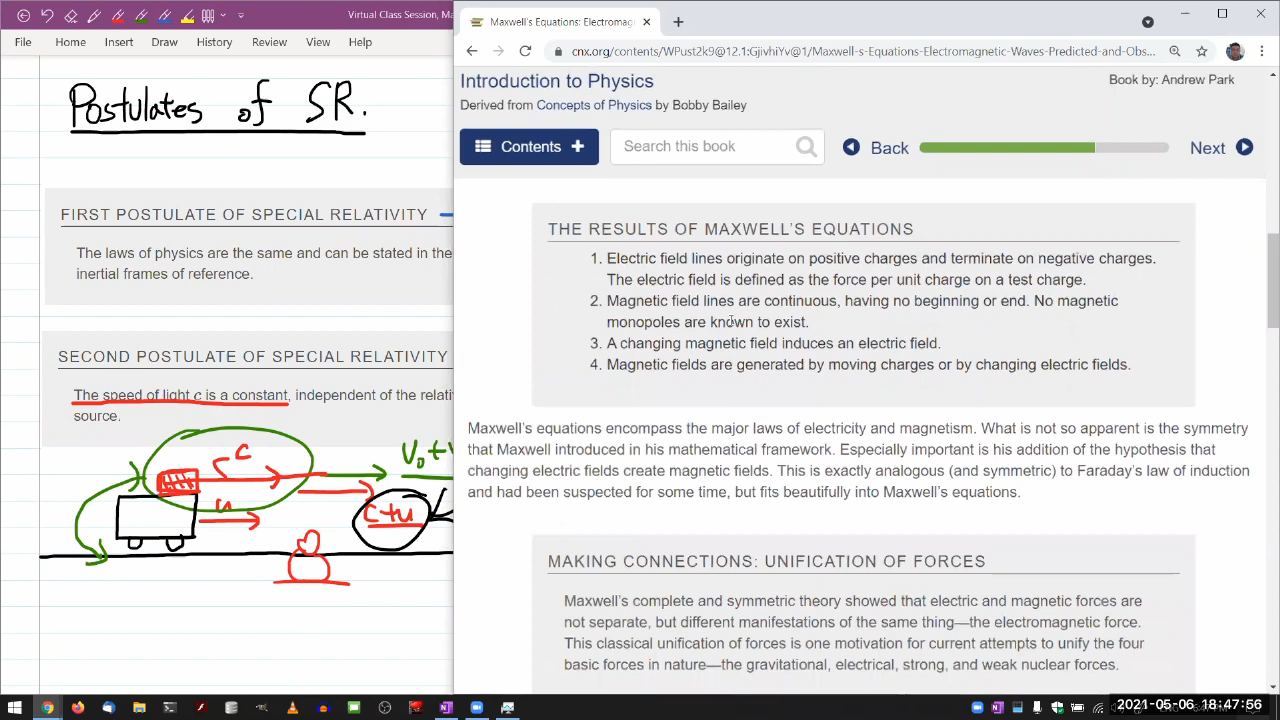 Virtual Class Session, Ma
File Home Insert Draw History Review View Help
Postulates of SR.
FIRST POSTULATE OF SPECIAL RELATIVITY
The laws of physics are the same and can be stated in the
inertial frames of reference.
SECOND POSTULATE OF SPECIAL RELATIVITY
The speed of light c is a constant, independent of the relati
source.
c
u
c+u
Maxwell's Equations: Electromag
cnx.org/contents/WPust2k9@12.1:GjivhiYv@1/Maxwell-s-Equations-Electromagnetic-Waves-Predicted-and-Obs...
Introduction to Physics
Book by: Andrew Park
Derived from Concepts of Physics by Bobby Bailey
Contents +
Search this book
Back
Next
THE RESULTS OF MAXWELL'S EQUATIONS
1. Electric field lines originate on positive charges and terminate on negative charges.
The electric field is defined as the force per unit charge on a test charge.
2. Magnetic field lines are continuous, having no beginning or end. No magnetic
monopoles are known to exist.
3. A changing magnetic field induces an electric field.
4. Magnetic fields are generated by moving charges or by changing electric fields.
Maxwell's equations encompass the major laws of electricity and magnetism. What is not so apparent is the symmetry
that Maxwell introduced in his mathematical framework. Especially important is his addition of the hypothesis that
changing electric fields create magnetic fields. This is exactly analogous (and symmetric) to Faraday's law of induction
and had been suspected for some time, but fits beautifully into Maxwell's equations.
MAKING CONNECTIONS: UNIFICATION OF FORCES
Maxwell's complete and symmetric theory showed that electric and magnetic forces are
not separate, but different manifestations of the same thing—the electromagnetic force.
This classical unification of forces is one motivation for current attempts to unify the four
basic forces in nature—the gravitational, electrical, strong, and weak nuclear forces.
2021-05-06 18:47:56